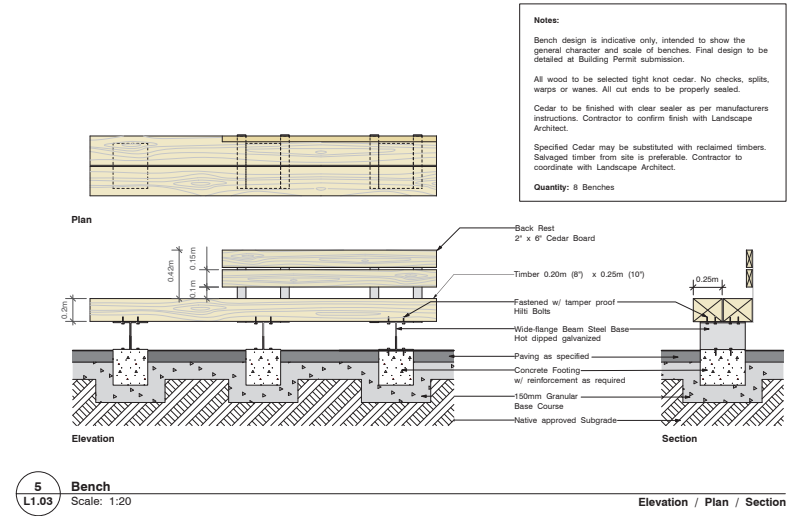 Notes:
Bench design is indicative only, intended to show the
general character and scale of benches. Final design to be
detailed at Building Permit submission.
All wood to be selected tight knot cedar. No checks, splits,
warps or wanes. All cut ends to be properly sealed.
Cedar to be finished with clear sealer as per manufacturers
instructions. Contractor to confirm finish with Landscape
Architect.
Specified Cedar may be substituted with reclaimed timbers.
Salvaged timber from site is preferable. Contractor to
coordinate with Landscape Architect.
Quantity: 8 Benches
Plan
Back Rest
2" x 6" Cedar Board
0.42m
0.15m
0.1m
0.2m
Timber 0.20m (8") x 0.25m (10")
0.25m
Fastened w/ tamper proof
Hilti Bolts
Wide-flange Beam Steel Base
Hot dipped galvanized
Paving as specified
Concrete Footing
w/ reinforcement as required
150mm Granular
Base Course
Native approved Subgrade
Elevation
Section
5
L1.03
Bench
Scale: 1:20
Elevation / Plan / Section